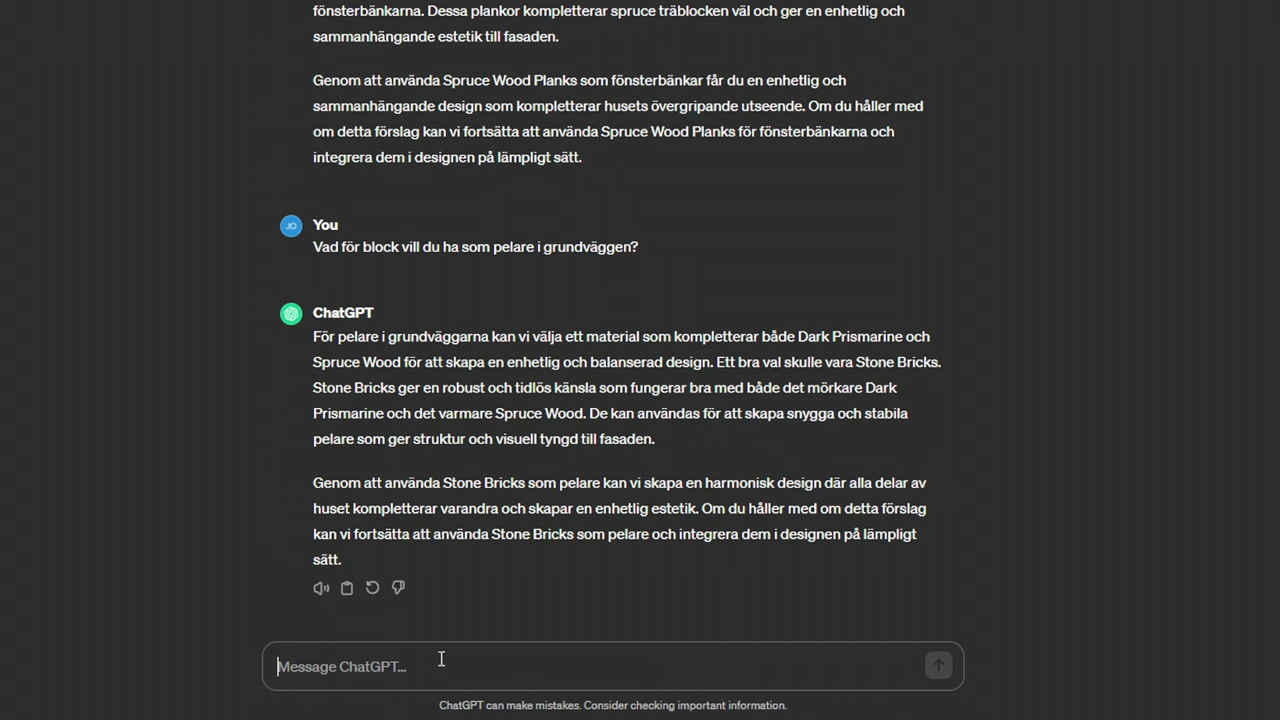 fönsterbänkarna. Dessa plankor kompletterar spruce träblocken väl och ger en enhetlig och
sammanhängande estetik till fasaden.
Genom att använda Spruce Wood Planks som fönsterbänkar får du en enhetlig och
sammanhängande design som kompletterar husets övergripande utseende. Om du håller med
om detta förslag kan vi fortsätta att använda Spruce Wood Planks för fönsterbänkarna och
integrera dem i designen på lämpligt sätt.
JO
You
Vad för block vill du ha som pelare i grundväggen?
ChatGPT
För pelare i grundväggarna kan vi välja ett material som kompletterar både Dark Prismarine och
Spruce Wood för att skapa en enhetlig och balanserad design. Ett bra val skulle vara Stone Bricks.
Stone Bricks ger en robust och tidlös känsla som fungerar bra med både det mörkare Dark
Prismarine och det varmare Spruce Wood. De kan användas för att skapa snygga och stabila
pelare som ger struktur och visuell tyngd till fasaden.
Genom att använda Stone Bricks som pelare kan vi skapa en harmonisk design där alla delar av
huset kompletterar varandra och skapar en enhetlig estetik. Om du håller med om detta förslag
kan vi fortsätta att använda Stone Bricks som pelare och integrera dem i designen på lämpligt
sätt.
Message ChatGPT...
ChatGPT can make mistakes. Consider checking important information.